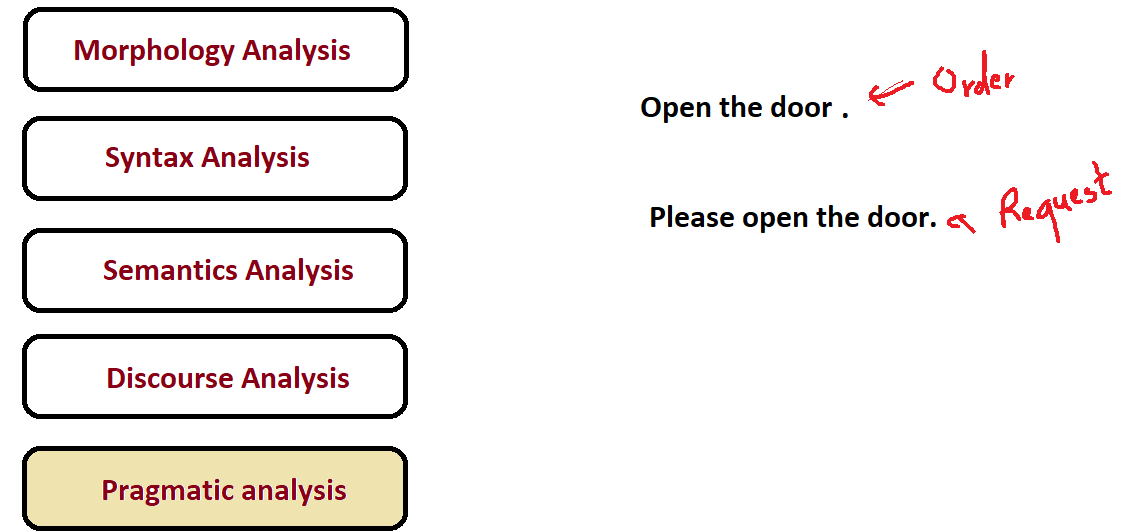 Morphology Analysis
Syntax Analysis
Semantics Analysis
Discourse Analysis
Pragmatic analysis
Open the door .
Order
Please open the door.
Request